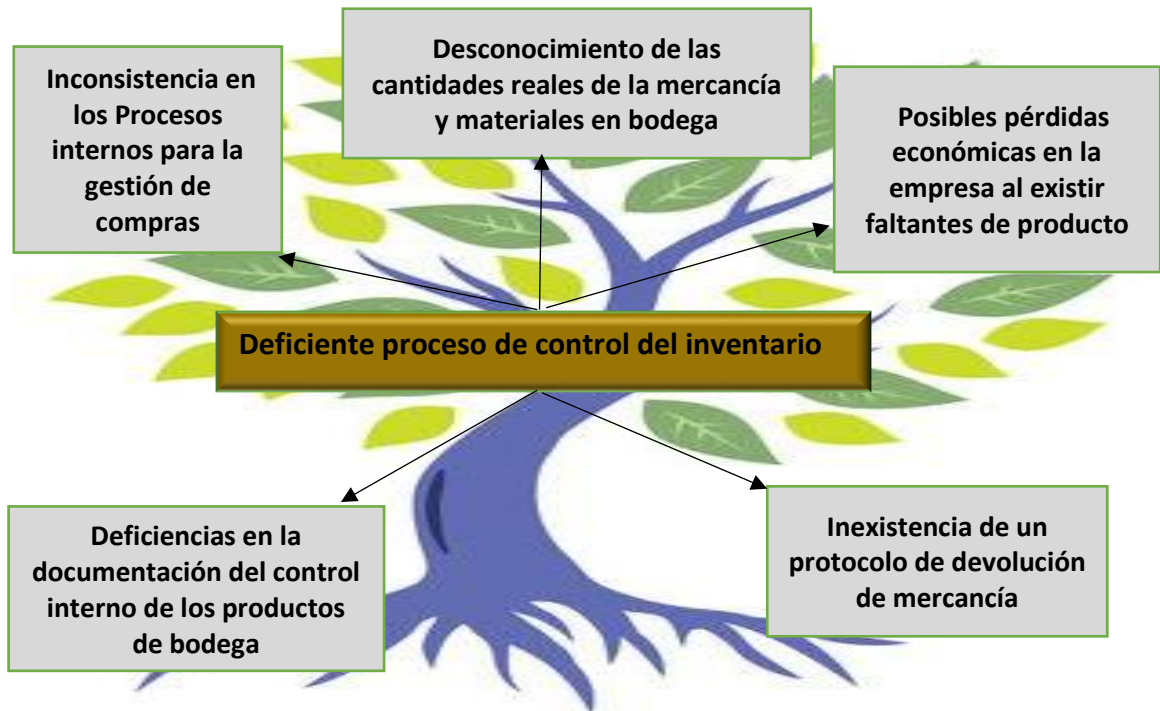 Inconsistencia en
los Procesos
internos para la
gestión de
compras
Desconocimiento de las
cantidades reales de la mercancía
y materiales en bodega
Posibles pérdidas
económicas en la
empresa al existir
faltantes de producto
Deficiente proceso de control del inventario
Deficiencias en la
documentación del control
interno de los productos
de bodega
Inexistencia de un
protocolo de devolución
de mercancía